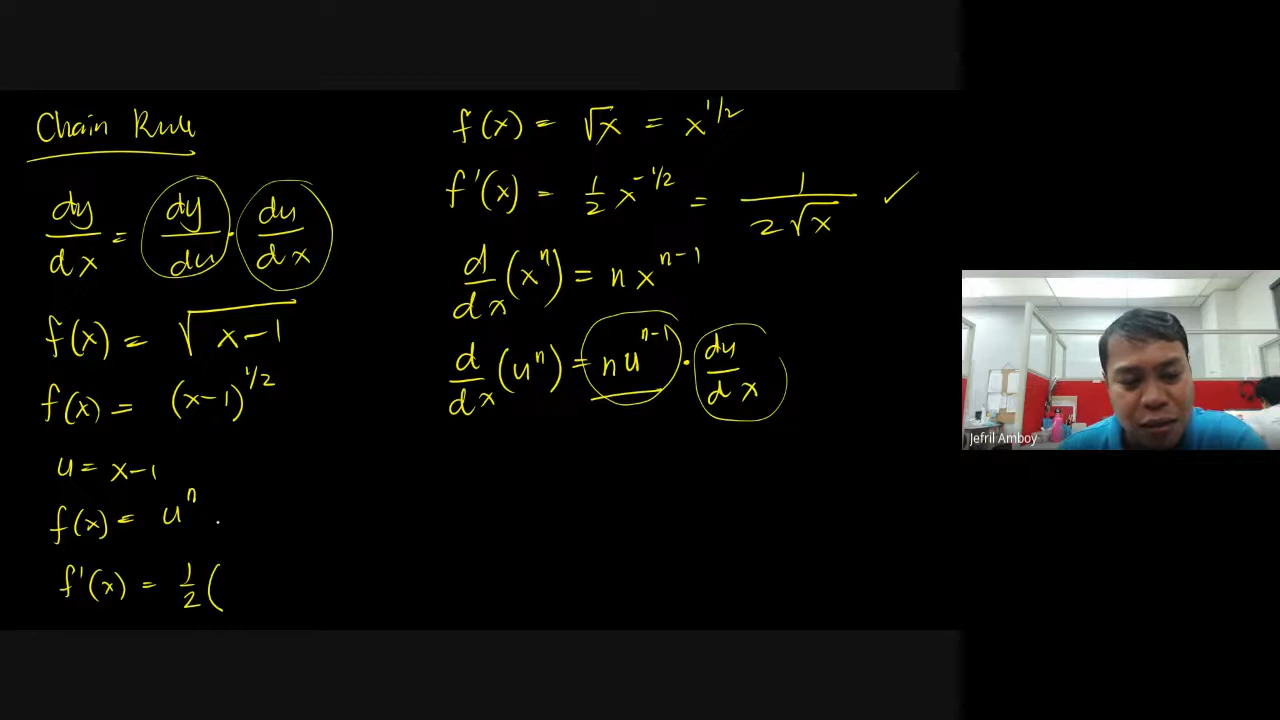 Chain Rule
dy/dx = dy/du · du/dx
f(x) = √(x-1)
f(x) = (x-1)^1/2
u = x-1
f(x) = u^n
f'(x) = 1/2 (
f(x) = √x = x^1/2
f'(x) = 1/2 x^-1/2 = 1/(2√x) ✓
d/dx (x^n) = n x^n-1
d/dx (u^n) = n u^n-1 · du/dx
Jefril Amboy